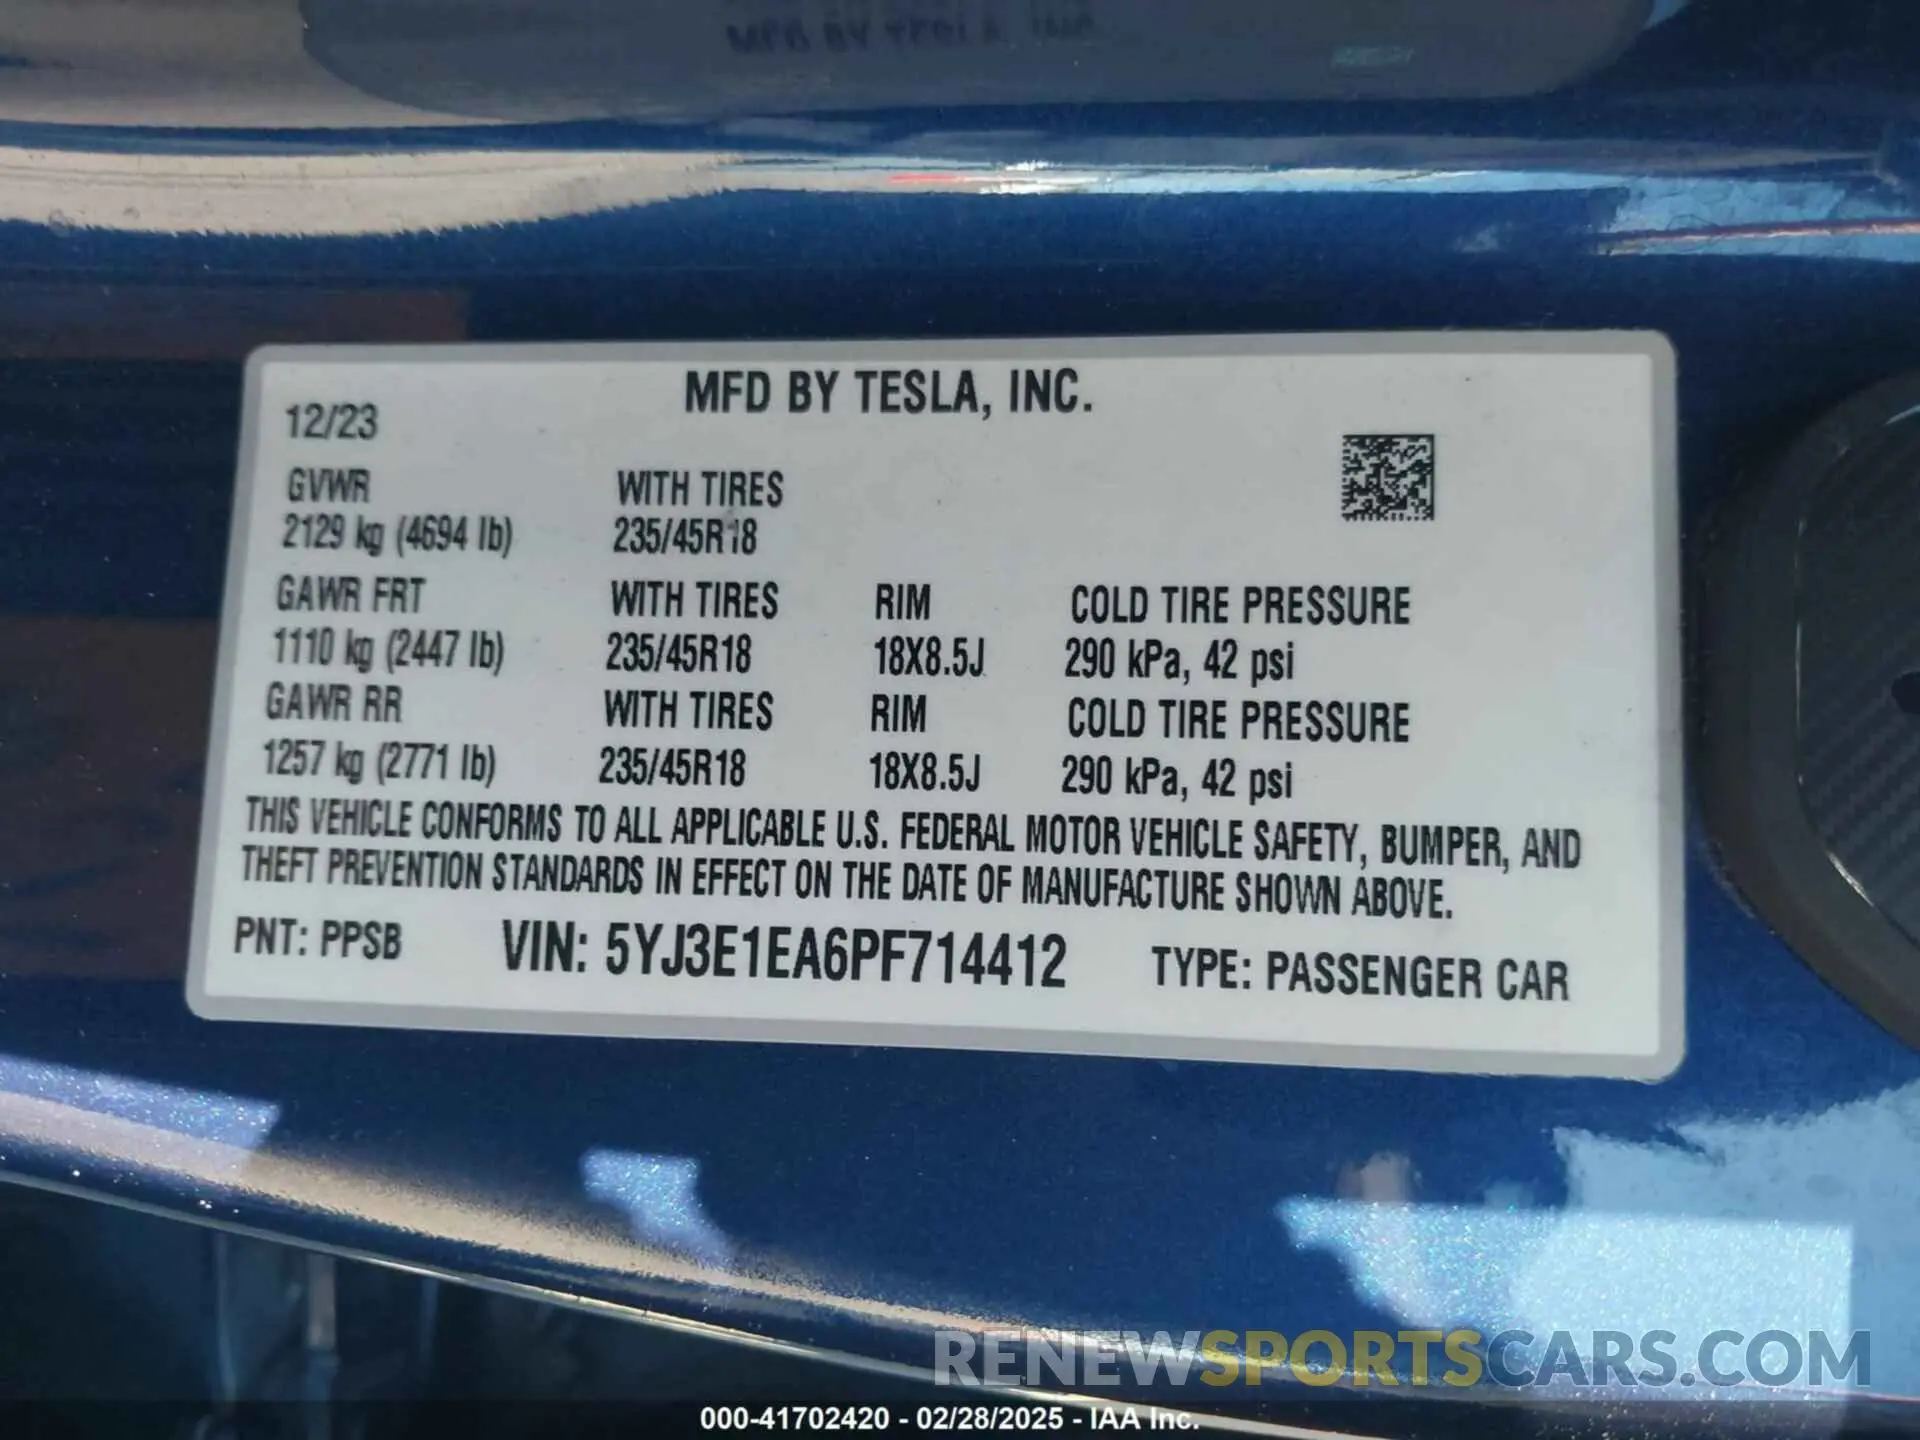 MFD BY TESLA, INC.
12/23
GVWR WITH TIRES
2129 kg (4694 lb) 235/45R18
GAWR FRT WITH TIRES RIM COLD TIRE PRESSURE
1110 kg (2447 lb) 235/45R18 18X8.5J 290 kPa, 42 psi
GAWR RR WITH TIRES RIM COLD TIRE PRESSURE
1257 kg (2771 lb) 235/45R18 18X8.5J 290 kPa, 42 psi
THIS VEHICLE CONFORMS TO ALL APPLICABLE U.S. FEDERAL MOTOR VEHICLE SAFETY, BUMPER, AND
THEFT PREVENTION STANDARDS IN EFFECT ON THE DATE OF MANUFACTURE SHOWN ABOVE.
PNT: PPSB VIN: 5YJ3E1EA6PF714412 TYPE: PASSENGER CAR
RENEWSPORTSCARS.COM
000-41702420 - 02/28/2025 - IAA Inc.